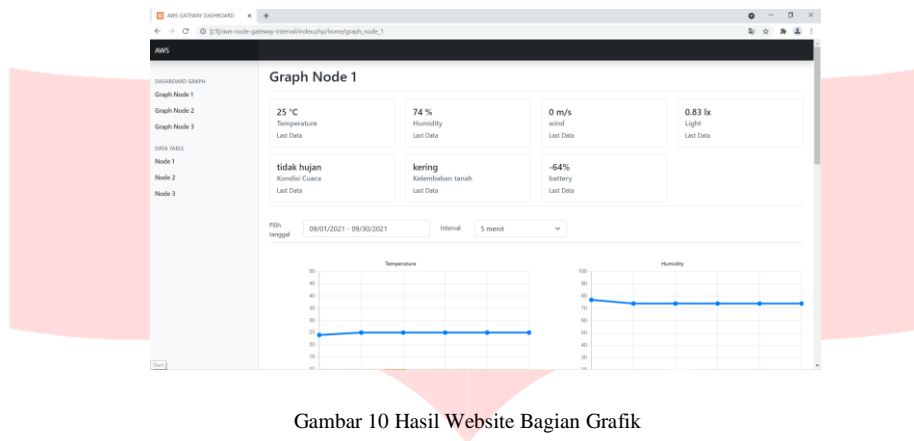 AWS GATEWAY DASHBOARD
[::1]/aws-node-gateway-interval/index.php/home/graph_node_1
AWS
DASHBOARD GRAPH
Graph Node 1
Graph Node 2
Graph Node 3
DATA TABLE
Node 1
Node 2
Node 3
Start
Graph Node 1
25 °C
Temperature
Last Data
74 %
Humidity
Last Data
0 m/s
wind
Last Data
0.83 lx
Light
Last Data
tidak hujan
Kondisi Cuaca
Last Data
kering
Kelembaban tanah
Last Data
-64%
battery
Last Data
Pilih
tanggal
09/01/2021 - 09/30/2021
Interval
5 menit
Temperature
50
45
40
35
30
25
20
15
Humidity
100
90
80
70
60
50
40
30
Gambar 10 Hasil Website Bagian Grafik